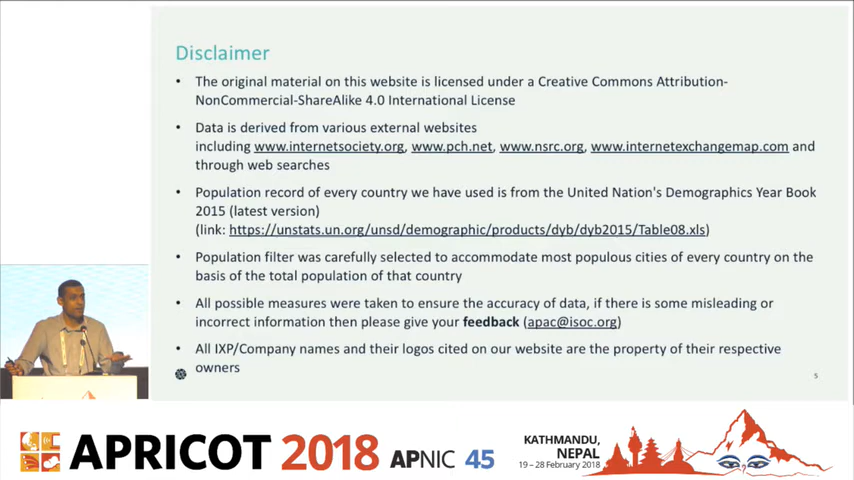 Disclaimer
• The original material on this website is licensed under a Creative Commons Attribution-
NonCommercial-ShareAlike 4.0 International License
• Data is derived from various external websites
including www.internetsociety.org, www.pch.net, www.nsrc.org, www.internetexchangemap.com and
through web searches
• Population record of every country we have used is from the United Nation's Demographics Year Book
2015 (latest version)
(link: https://unstats.un.org/unsd/demographic/products/dyb/dyb2015/Table08.xls)
• Population filter was carefully selected to accommodate most populous cities of every country on the
basis of the total population of that country
• All possible measures were taken to ensure the accuracy of data, if there is some misleading or
incorrect information then please give your feedback (apac@isoc.org)
• All IXP/Company names and their logos cited on our website are the property of their respective
owners
5
APRICOT 2018 APNIC 45
KATHMANDU,
NEPAL
19 – 28 February 2018